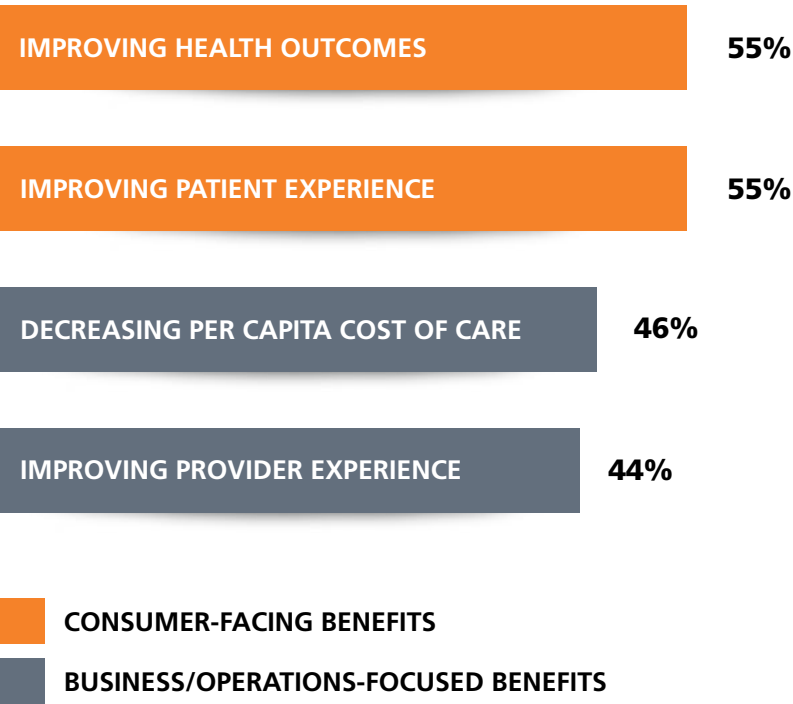 IMPROVING HEALTH OUTCOMES 55%
IMPROVING PATIENT EXPERIENCE 55%
DECREASING PER CAPITA COST OF CARE 46%
IMPROVING PROVIDER EXPERIENCE 44%
CONSUMER-FACING BENEFITS
BUSINESS/OPERATIONS-FOCUSED BENEFITS